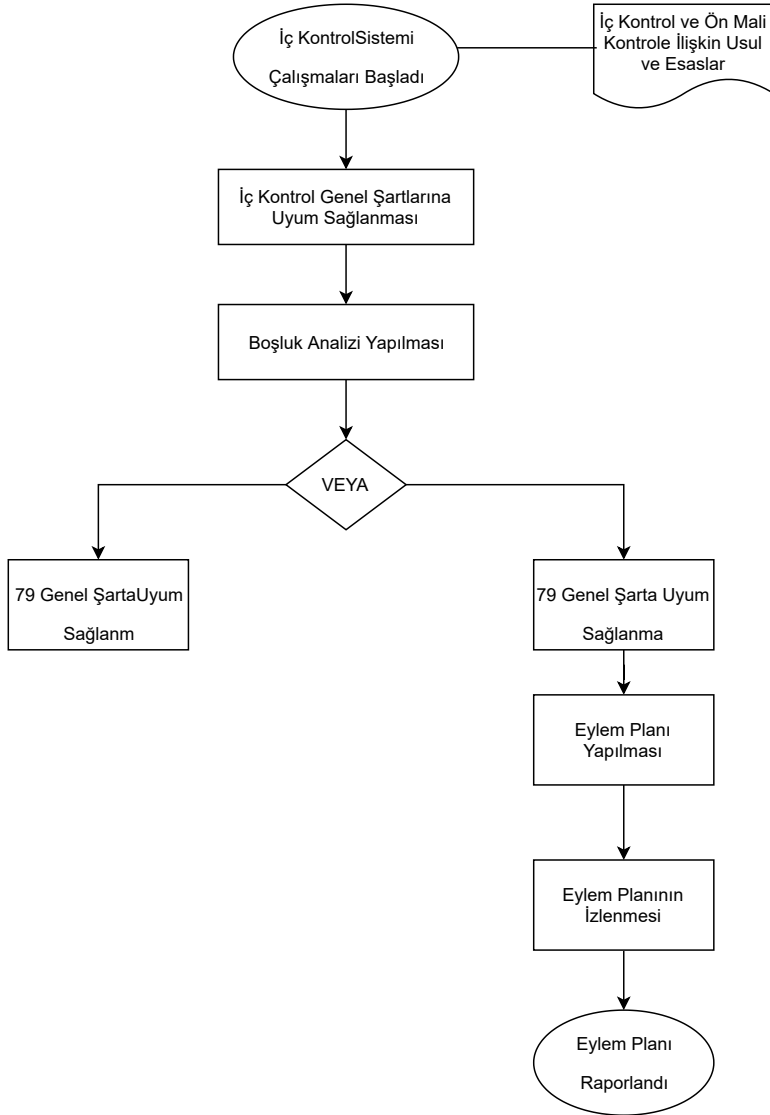 İç KontrolSistemi
Çalışmaları Başladı
İç Kontrol ve Ön Mali
Kontrole İlişkin Usul
ve Esaslar
İç Kontrol Genel Şartlarına
Uyum Sağlanması
Boşluk Analizi Yapılması
VEYA
79 Genel ŞartaUyum
Sağlanm
79 Genel Şarta Uyum
Sağlanma
Eylem Planı
Yapılması
Eylem Planının
İzlenmesi
Eylem Planı
Raporlandı